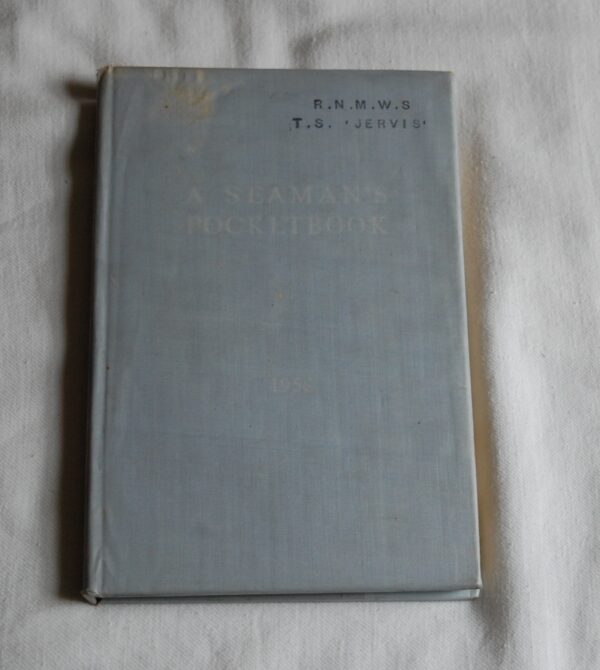 R.N.M.W.S
T.S. 'JERVIS'
A SEAMAN'S
POCKETBOOK